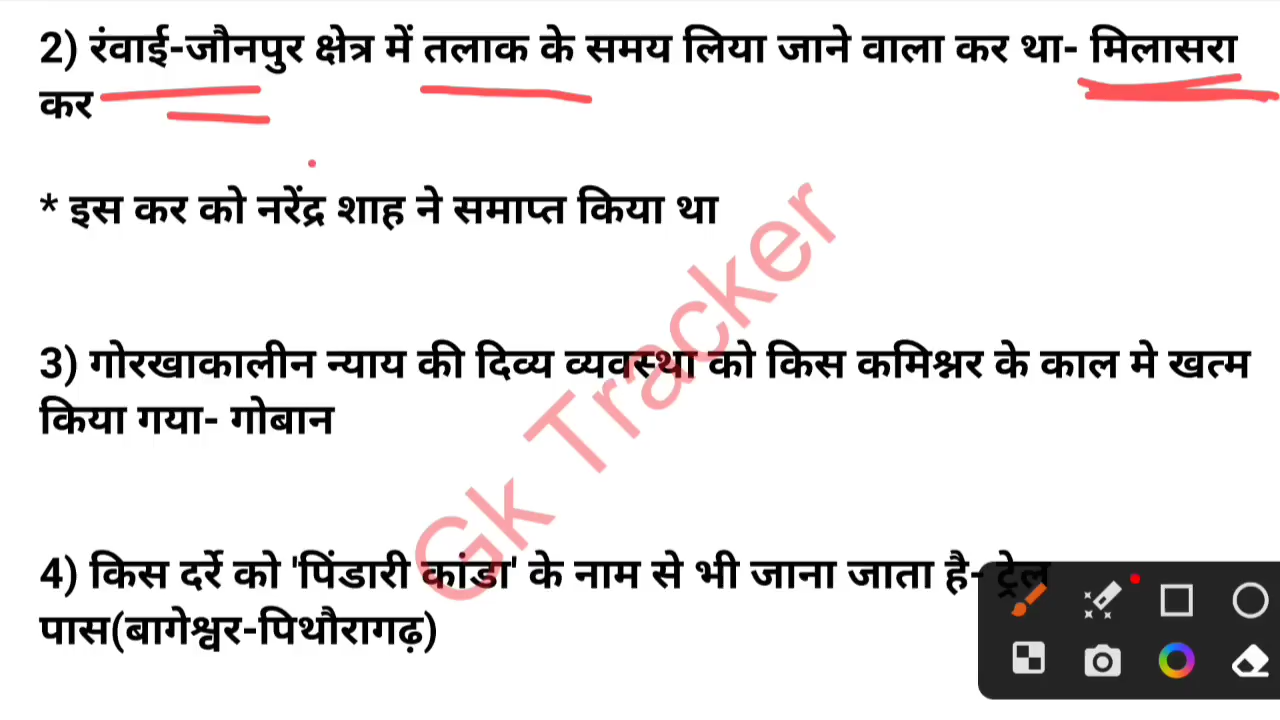 2) रंवाई-जौनपुर क्षेत्र में तलाक के समय लिया जाने वाला कर था- मिलासरा
कर
* इस कर को नरेंद्र शाह ने समाप्त किया था
3) गोरखाकालीन न्याय की दिव्य व्यवस्था को किस कमिश्नर के काल मे खत्म
किया गया- गोबान
4) किस दर्रे को 'पिंडारी कांडा' के नाम से भी जाना जाता है- ट्रेल
पास(बागेश्वर-पिथौरागढ़)
Gk Tracker